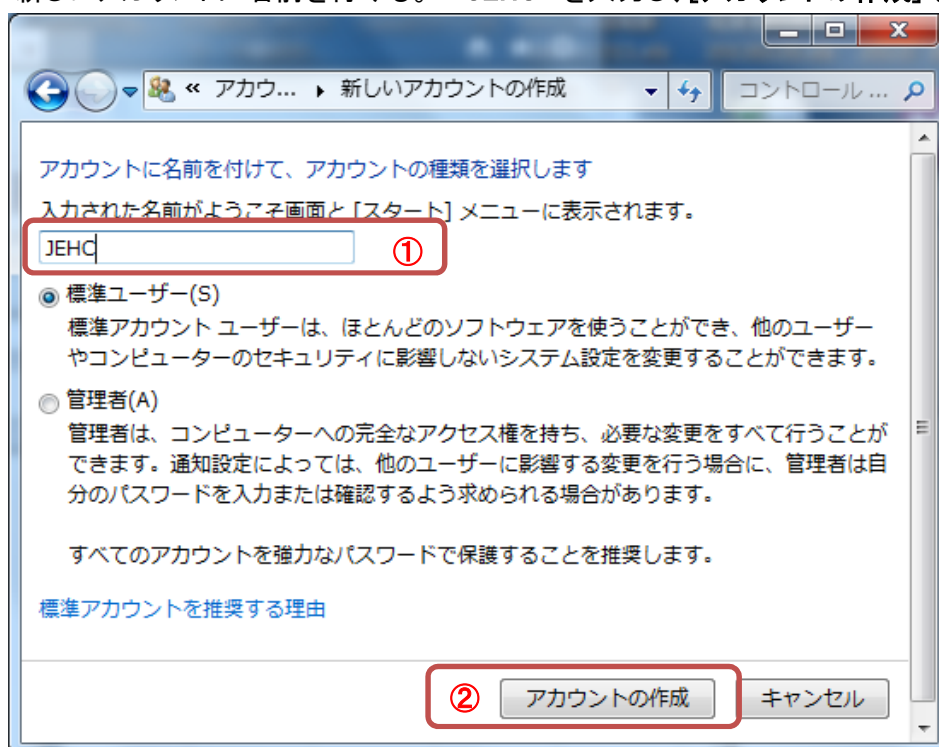 « アカウ... ▸ 新しいアカウントの作成
コントロール ...
アカウントに名前を付けて、アカウントの種類を選択します
入力された名前がようこそ画面と [スタート] メニューに表示されます。
JEHC
①
標準ユーザー(S)
標準アカウント ユーザーは、ほとんどのソフトウェアを使うことができ、他のユーザー
やコンピューターのセキュリティに影響しないシステム設定を変更することができます。
管理者(A)
管理者は、コンピューターへの完全なアクセス権を持ち、必要な変更をすべて行うことが
できます。通知設定によっては、他のユーザーに影響する変更を行う場合に、管理者は自
分のパスワードを入力または確認するよう求められる場合があります。
すべてのアカウントを強力なパスワードで保護することを推奨します。
標準アカウントを推奨する理由
② アカウントの作成 キャンセル